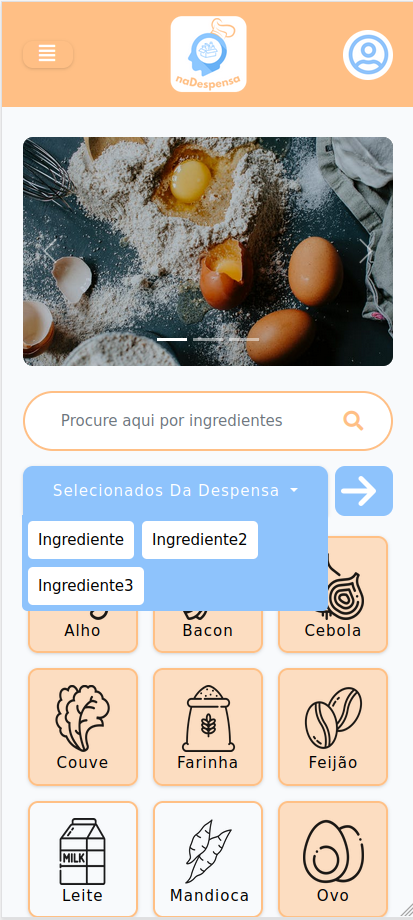 naDespensa
Procure aqui por ingredientes
Selecionados Da Despensa
Ingrediente Ingrediente2
Ingrediente3
Alho Bacon Cebola
Couve Farinha Feijão
MILK
Leite Mandioca Ovo